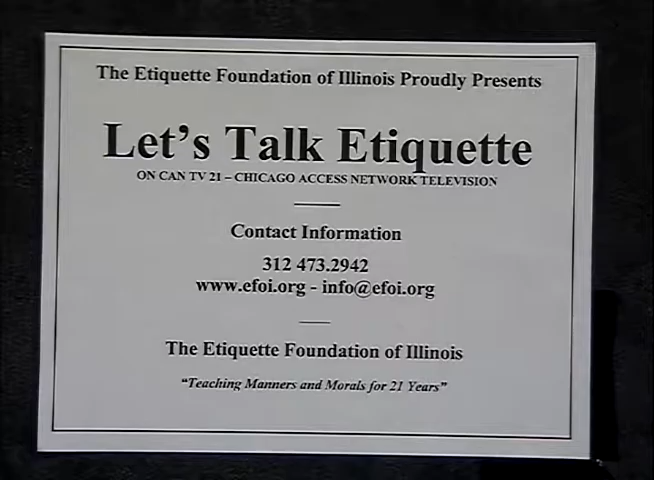 The Etiquette Foundation of Illinois Proudly Presents
Let's Talk Etiquette
ON CAN TV 21 – CHICAGO ACCESS NETWORK TELEVISION
Contact Information
312 473.2942
www.efoi.org - info@efoi.org
The Etiquette Foundation of Illinois
“Teaching Manners and Morals for 21 Years”